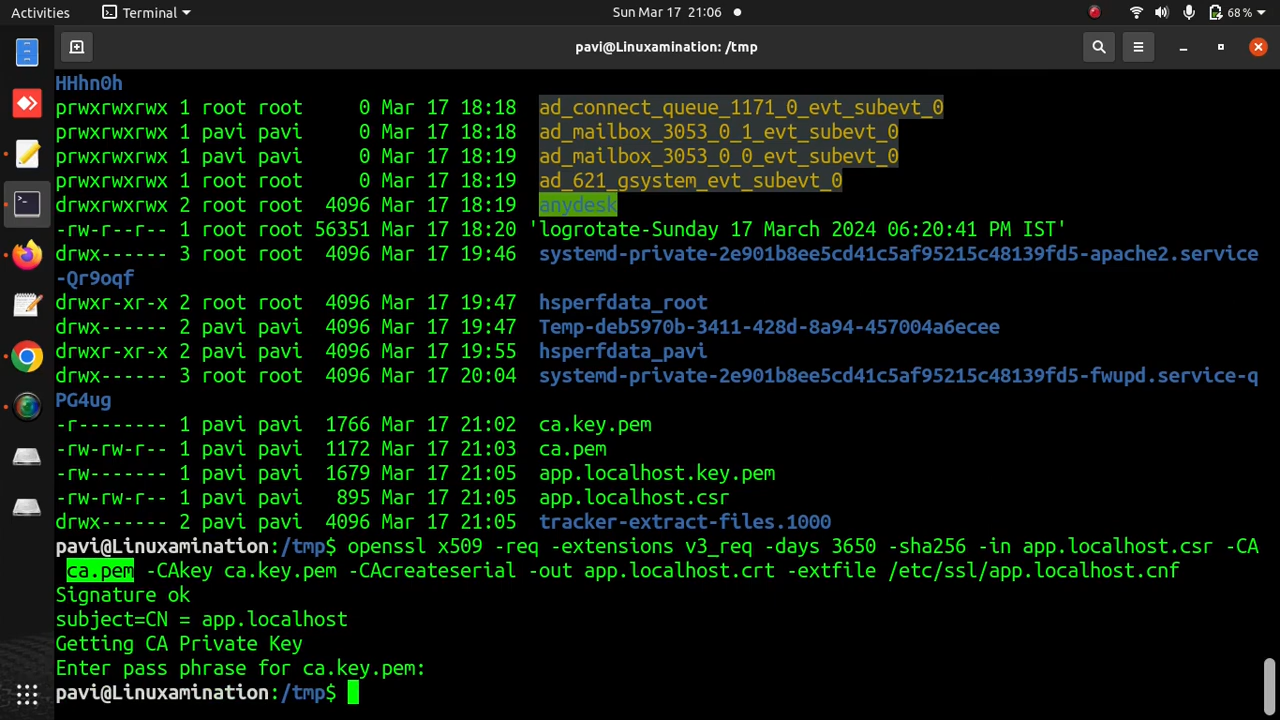 Activities Terminal Sun Mar 17 21:06 68 %
pavi@Linuxamination: /tmp
HHhn0h
prwxrwxrwx 1 root root 0 Mar 17 18:18 ad_connect_queue_1171_0_evt_subevt_0
prwxrwxrwx 1 pavi pavi 0 Mar 17 18:18 ad_mailbox_3053_0_1_evt_subevt_0
prwxrwxrwx 1 pavi pavi 0 Mar 17 18:19 ad_mailbox_3053_0_0_evt_subevt_0
prwxrwxrwx 1 root root 0 Mar 17 18:19 ad_621_gsystem_evt_subevt_0
drwxrwxrwx 2 root root 4096 Mar 17 18:19 anydesk
-rw-r--r-- 1 root root 56351 Mar 17 18:20 'logrotate-Sunday 17 March 2024 06:20:41 PM IST'
drwx------ 3 root root 4096 Mar 17 19:46 systemd-private-2e901b8ee5cd41c5af95215c48139fd5-apache2.service
-Qr9oqf
drwxr-xr-x 2 root root 4096 Mar 17 19:47 hsperfdata_root
drwx------ 2 pavi pavi 4096 Mar 17 19:47 Temp-deb5970b-3411-428d-8a94-457004a6ecee
drwxr-xr-x 2 pavi pavi 4096 Mar 17 19:55 hsperfdata_pavi
drwx------ 3 root root 4096 Mar 17 20:04 systemd-private-2e901b8ee5cd41c5af95215c48139fd5-fwupd.service-q
PG4ug
-r-------- 1 pavi pavi 1766 Mar 17 21:02 ca.key.pem
-rw-rw-r-- 1 pavi pavi 1172 Mar 17 21:03 ca.pem
-rw------- 1 pavi pavi 1679 Mar 17 21:05 app.localhost.key.pem
-rw-rw-r-- 1 pavi pavi 895 Mar 17 21:05 app.localhost.csr
drwx------ 2 pavi pavi 4096 Mar 17 21:05 tracker-extract-files.1000
pavi@Linuxamination:/tmp$ openssl x509 -req -extensions v3_req -days 3650 -sha256 -in app.localhost.csr -CA
ca.pem -CAkey ca.key.pem -CAcreateserial -out app.localhost.crt -extfile /etc/ssl/app.localhost.cnf
Signature ok
subject=CN = app.localhost
Getting CA Private Key
Enter pass phrase for ca.key.pem:
pavi@Linuxamination:/tmp$